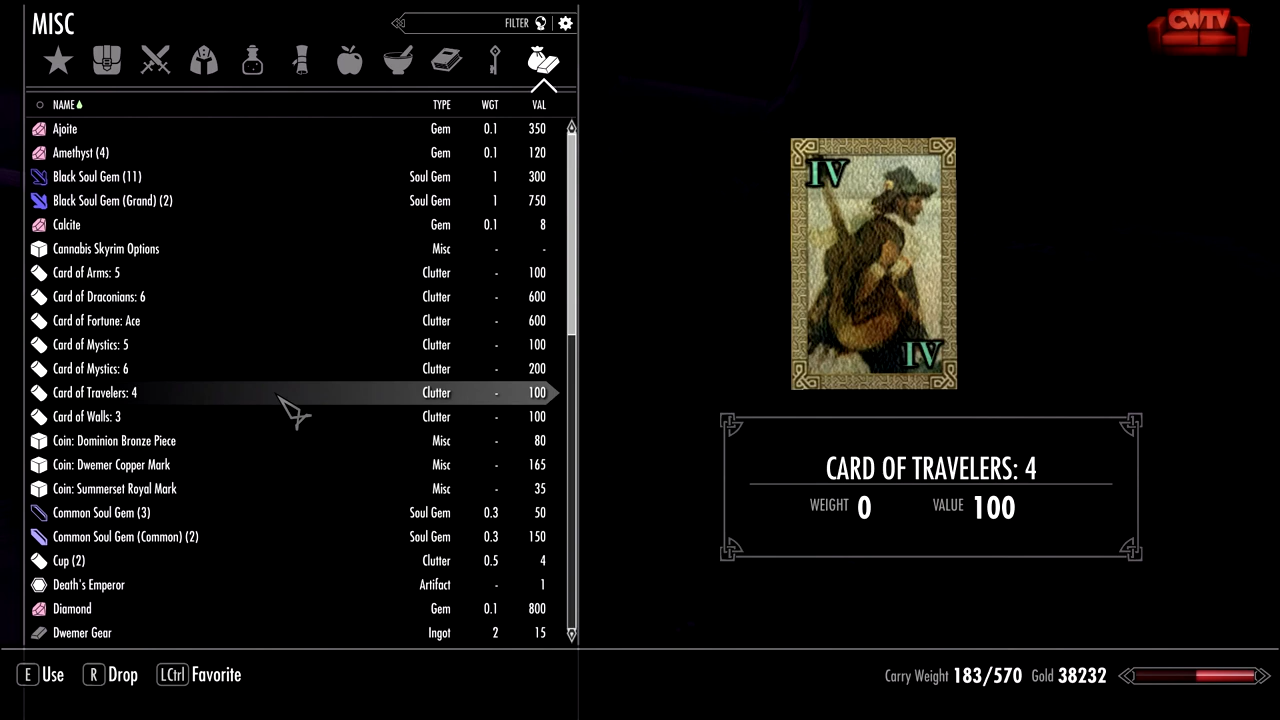 MISC
FILTER
CWTV
NAME TYPE WGT VAL
Ajoite Gem 0.1 350
Amethyst (4) Gem 0.1 120
Black Soul Gem (11) Soul Gem 1 300
Black Soul Gem (Grand) (2) Soul Gem 1 750
Calcite Gem 0.1 8
Cannabis Skyrim Options Misc - -
Card of Arms: 5 Clutter - 100
Card of Draconians: 6 Clutter - 600
Card of Fortune: Ace Clutter - 600
Card of Mystics: 5 Clutter - 100
Card of Mystics: 6 Clutter - 200
Card of Travelers: 4 Clutter - 100
Card of Walls: 3 Clutter - 100
Coin: Dominion Bronze Piece Misc - 80
Coin: Dwemer Copper Mark Misc - 165
Coin: Summerset Royal Mark Misc - 35
Common Soul Gem (3) Soul Gem 0.3 50
Common Soul Gem (Common) (2) Soul Gem 0.3 150
Cup (2) Clutter 0.5 4
Death's Emperor Artifact - 1
Diamond Gem 0.1 800
Dwemer Gear Ingot 2 15
IV
IV
CARD OF TRAVELERS: 4
WEIGHT 0 VALUE 100
E Use R Drop LCtrl Favorite
Carry Weight 183/570 Gold 38232